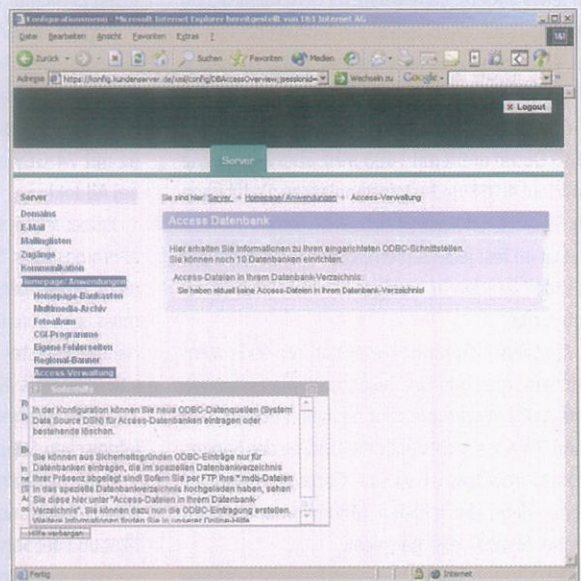 Konfigurationsmenü - Microsoft Internet Explorer bereitgestellt von 1&1 Internet AG
Datei Bearbeiten Ansicht Favoriten Extras ?
1&1
Zurück Suchen Favoriten Medien
Adresse https://konfig.kundenserver.de/xml/config/DBAccessOverview;jsessionid= Wechseln zu Google
Logout
Server
Server
Sie sind hier: Server Homepage/Anwendungen Access-Verwaltung
Domains
E-Mail
Mailinglisten
Zugänge
Kommunikation
Homepage/Anwendungen
Homepage-Baukasten
Multimedia-Archiv
Fotoalbum
CGI-Programme
Eigene Fehlerseiten
Regional-Banner
Access-Verwaltung
Access Datenbank
Hier erhalten Sie Informationen zu Ihren eingerichteten ODBC-Schnittstellen.
Sie können noch 10 Datenbanken einrichten.
Access-Dateien in Ihrem Datenbank-Verzeichnis:
Sie haben aktuell keine Access-Dateien in Ihrem Datenbank-Verzeichnis!
Soforthilfe
In der Konfiguration können Sie neue ODBC-Datenquellen (System
Data Source DSN) für Access-Datenbanken eintragen oder
bestehende löschen.
Sie können aus Sicherheitsgründen ODBC-Einträge nur für
Datenbanken eintragen, die im speziellen Datenbankverzeichnis
Ihrer Präsenz abgelegt sind! Sofern Sie per FTP Ihre *.mdb-Dateien
in das spezielle Datenbankverzeichnis hochgeladen haben, sehen
Sie diese hier unter "Access-Dateien in Ihrem Datenbank-
Verzeichnis". Sie können dazu nun die ODBC-Eintragung erstellen.
Weitere Informationen finden Sie in unserer Online-Hilfe
Hilfe verbergen
Fertig
Internet